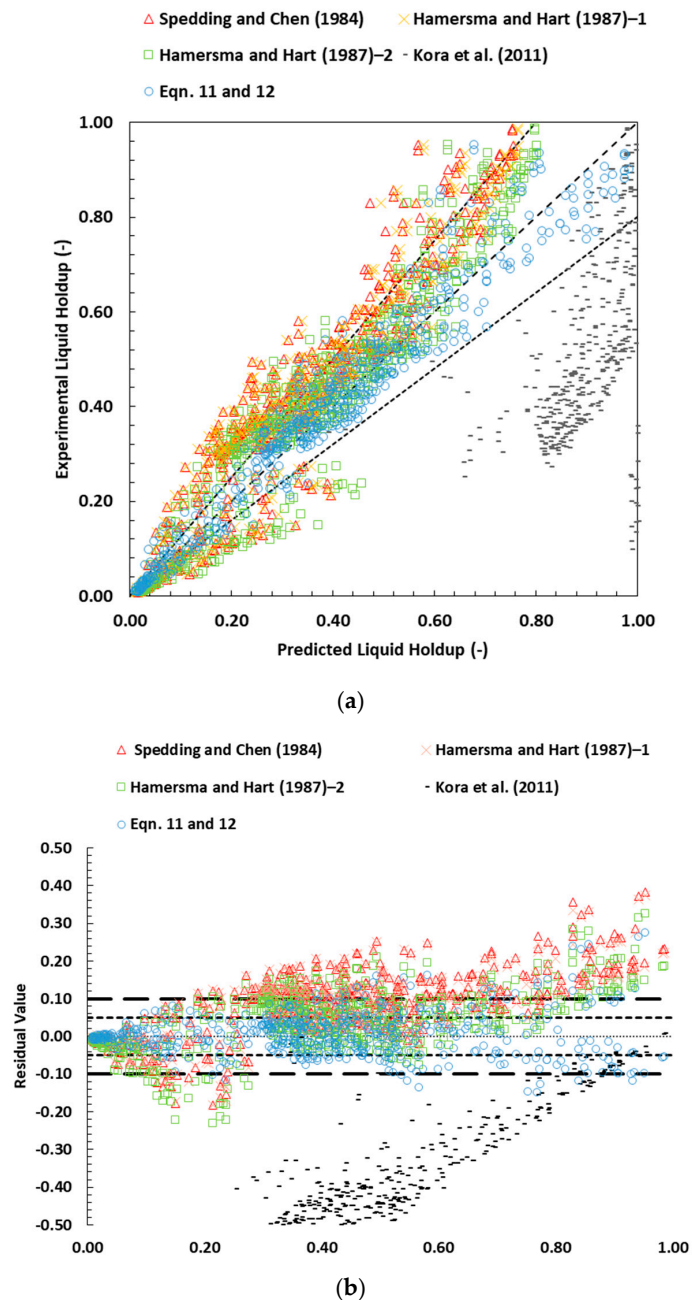 Spedding and Chen (1984) Hamersma and Hart (1987)–1
Hamersma and Hart (1987)–2 Kora et al. (2011)
Eqn. 11 and 12
1.00
0.80
0.60
0.40
0.20
0.00
Experimental Liquid Holdup (-)
0.00 0.20 0.40 0.60 0.80 1.00
Predicted Liquid Holdup (-)
(a)
Spedding and Chen (1984) Hamersma and Hart (1987)–1
Hamersma and Hart (1987)–2 Kora et al. (2011)
Eqn. 11 and 12
0.50
0.40
0.30
0.20
0.10
0.00
-0.10
-0.20
-0.30
-0.40
-0.50
Residual Value
0.00 0.20 0.40 0.60 0.80 1.00
(b)